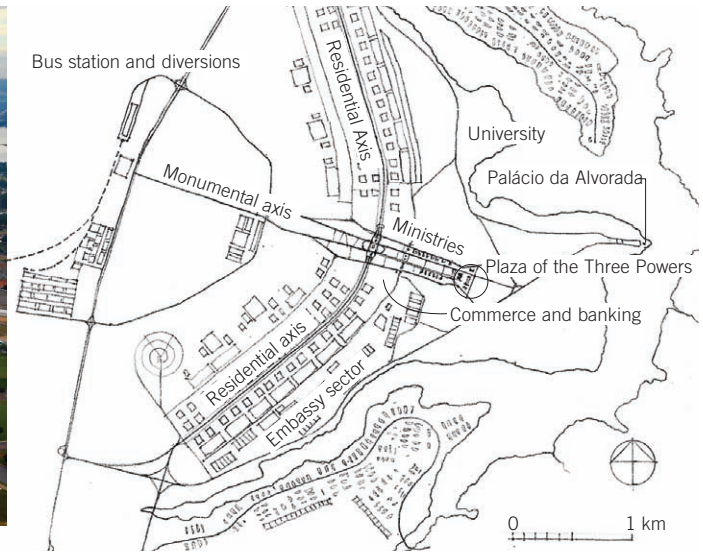 Bus station and diversions
Residential Axis
University
Palácio da Alvorada
Monumental axis
Ministries
Plaza of the Three Powers
Commerce and banking
Residential axis
Embassy sector
0 1 km